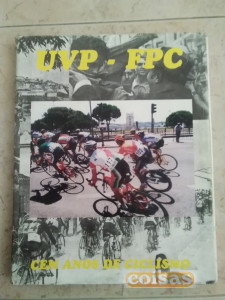 UVP - FPC
CEM ANOS DE CICLISMO
coisas